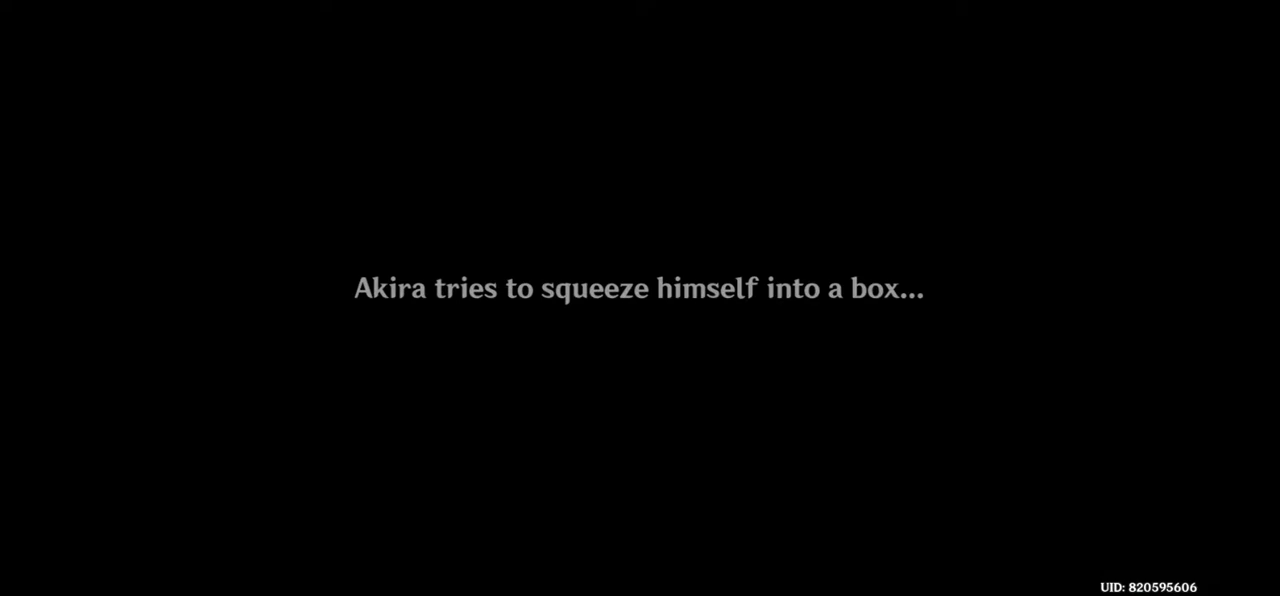 Akira tries to squeeze himself into a box...
UID: 820595606